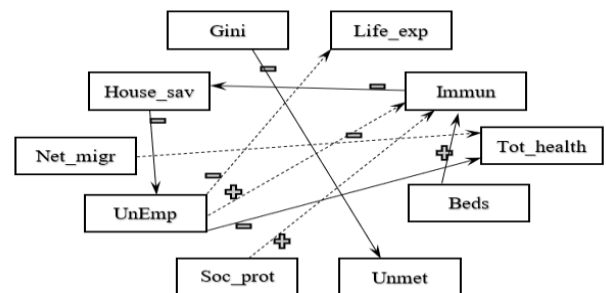 Gini
Life_exp
House_sav
Immun
Net_migr
Tot_health
UnEmp
Beds
Soc_prot
Unmet